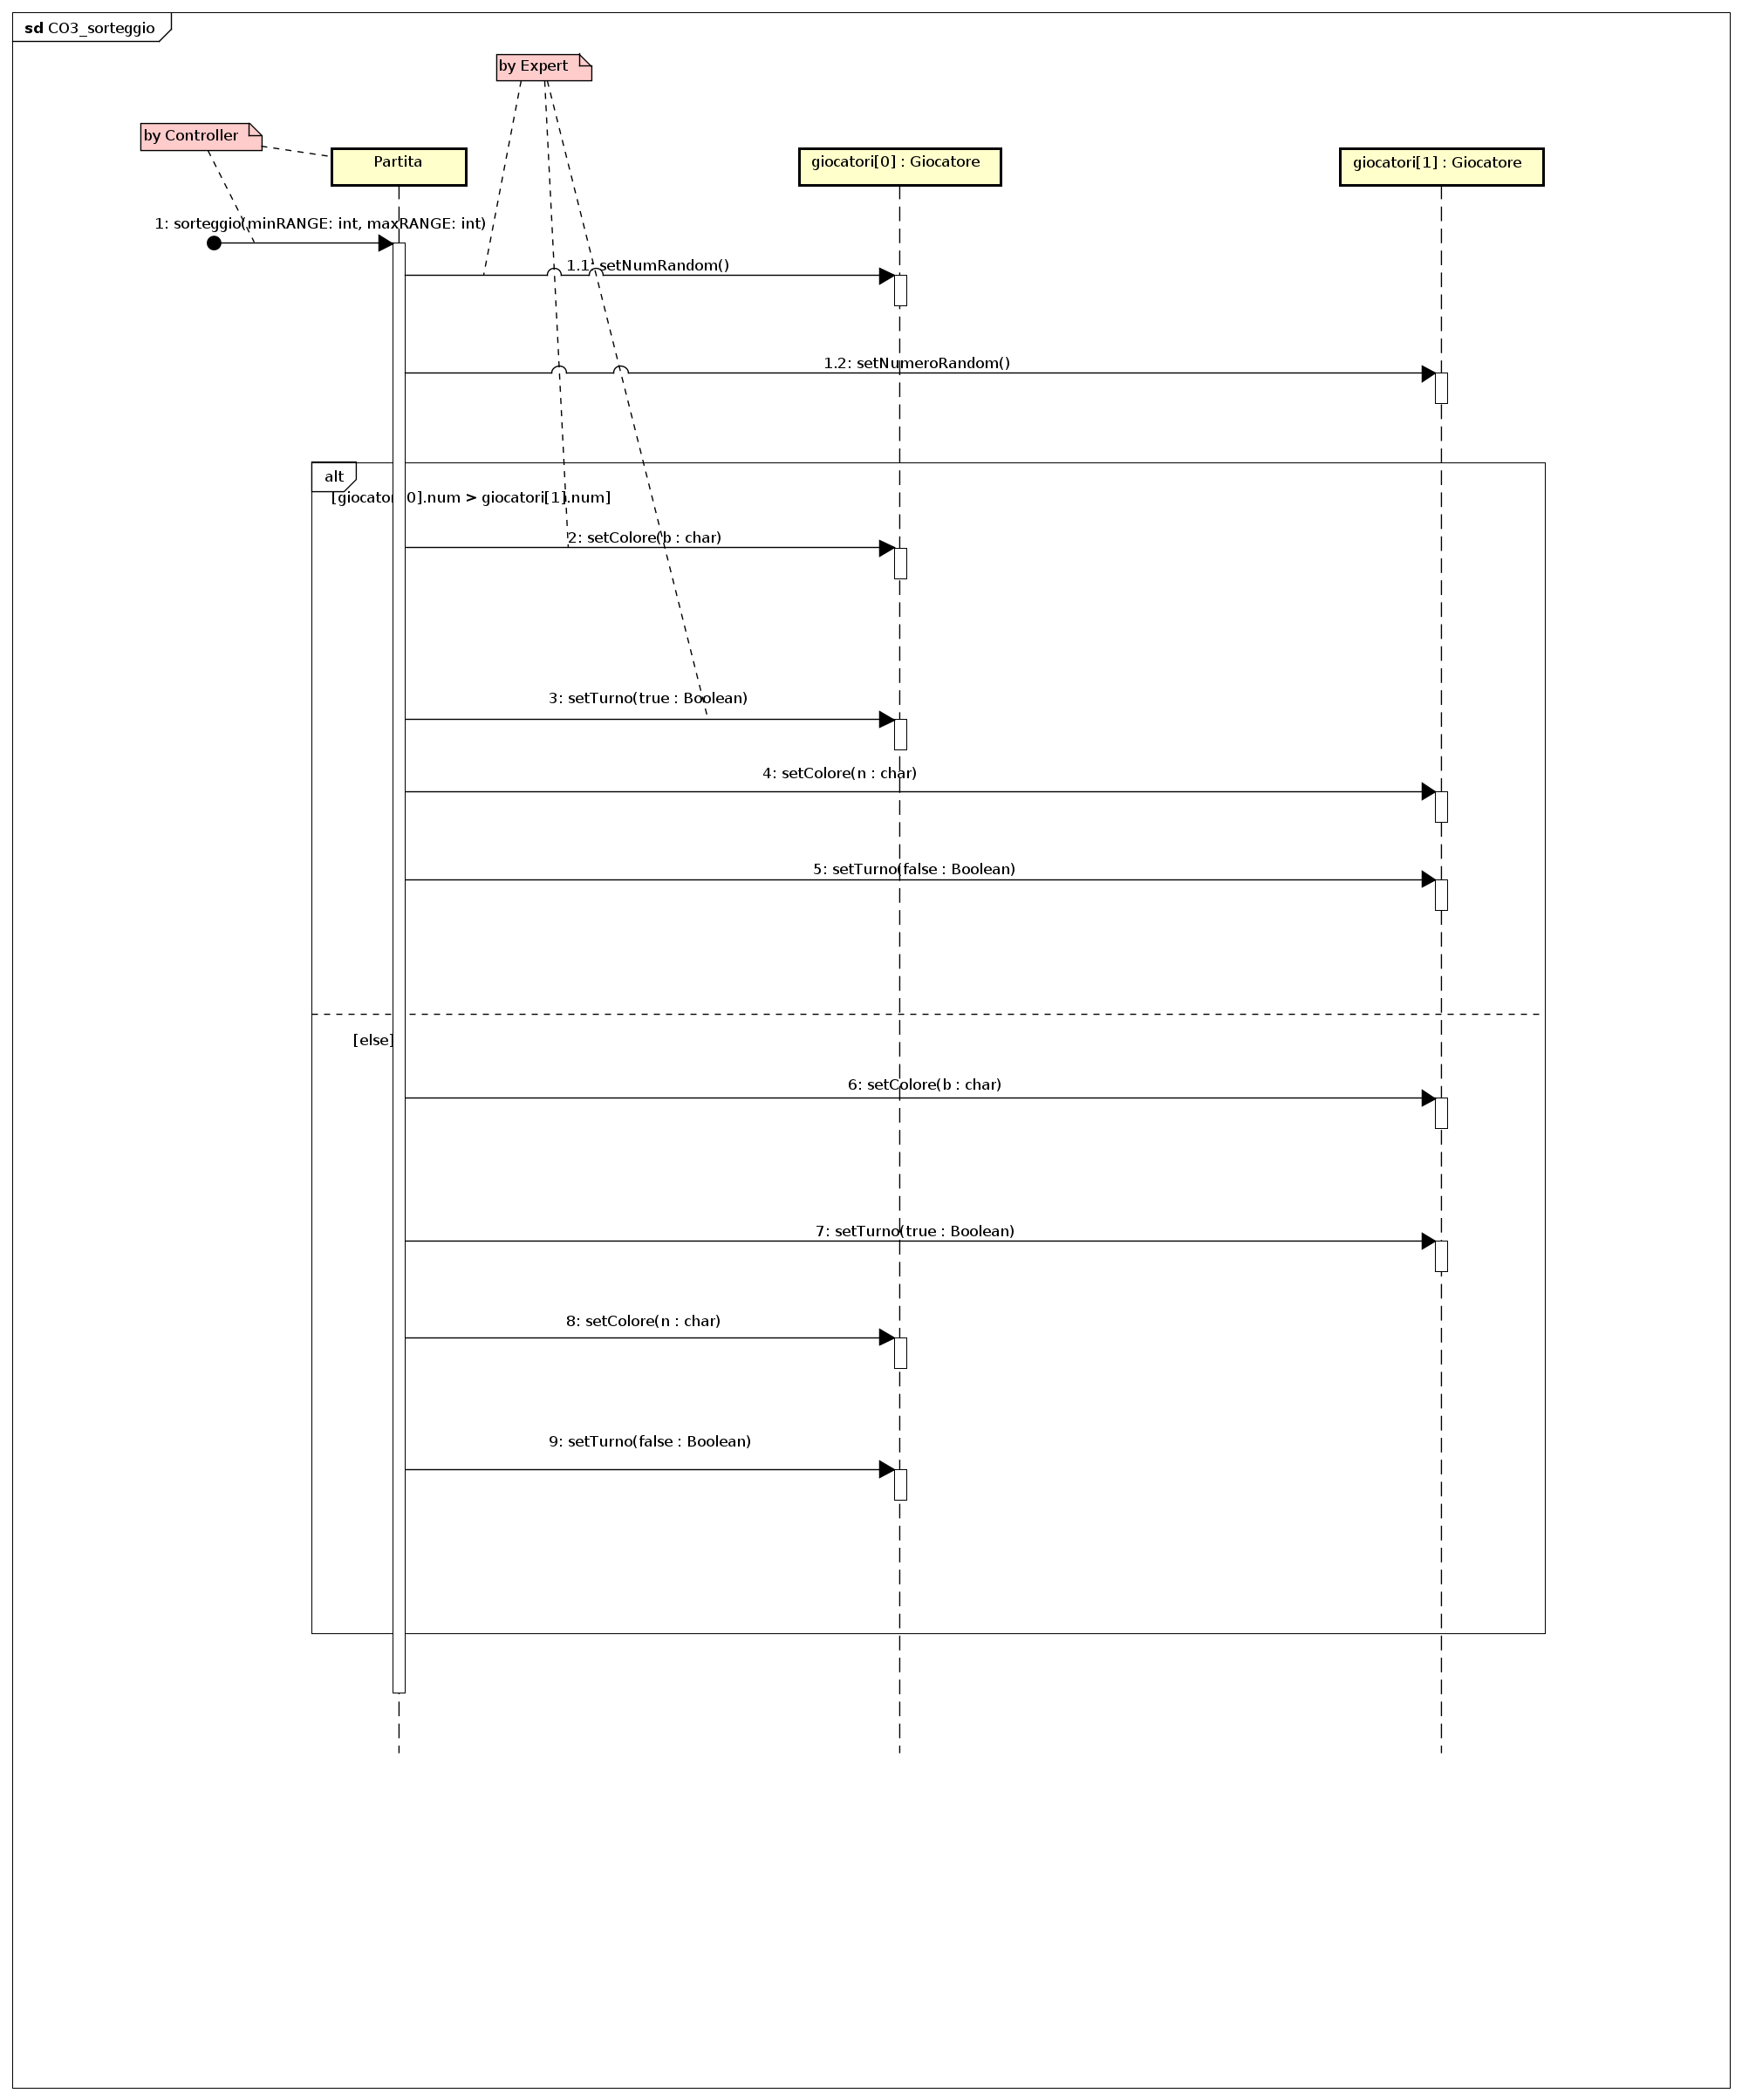 sd CO3_sorteggio
by Expert
by Controller
Partita
giocatori[0] : Giocatore
giocatori[1] : Giocatore
1: sorteggio(minRANGE: int, maxRANGE: int)
1.1: setNumRandom()
1.2: setNumeroRandom()
alt
[giocatori[0].num > giocatori[1].num]
2: setColore(b : char)
3: setTurno(true : Boolean)
4: setColore(n : char)
5: setTurno(false : Boolean)
[else]
6: setColore(b : char)
7: setTurno(true : Boolean)
8: setColore(n : char)
9: setTurno(false : Boolean)